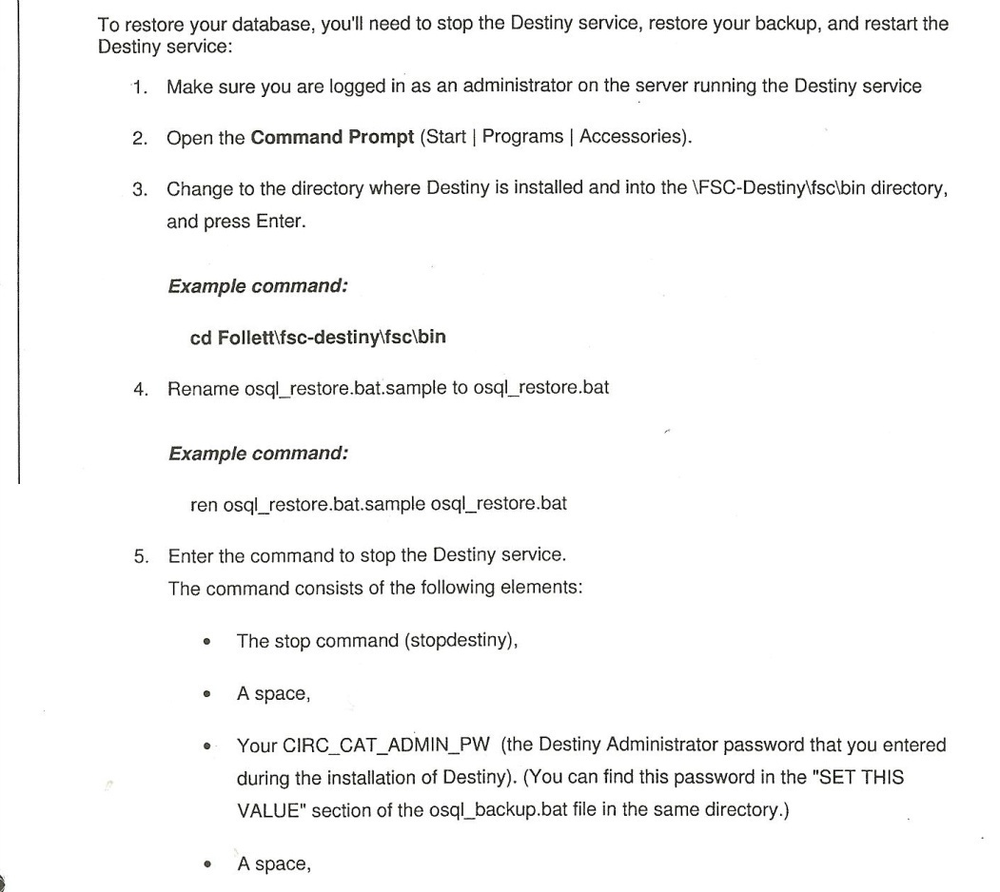 To restore your database, you'll need to stop the Destiny service, restore your backup, and restart the
Destiny service:
1. Make sure you are logged in as an administrator on the server running the Destiny service
2. Open the Command Prompt (Start | Programs | Accessories).
3. Change to the directory where Destiny is installed and into the \FSC-Destiny\fsc\bin directory,
and press Enter.
Example command:
cd Follett\fsc-destiny\fsc\bin
4. Rename osql_restore.bat.sample to osql_restore.bat
Example command:
ren osql_restore.bat.sample osql_restore.bat
5. Enter the command to stop the Destiny service.
The command consists of the following elements:
• The stop command (stopdestiny),
• A space,
• Your CIRC_CAT_ADMIN_PW (the Destiny Administrator password that you entered
during the installation of Destiny). (You can find this password in the "SET THIS
VALUE" section of the osql_backup.bat file in the same directory.)
• A space,